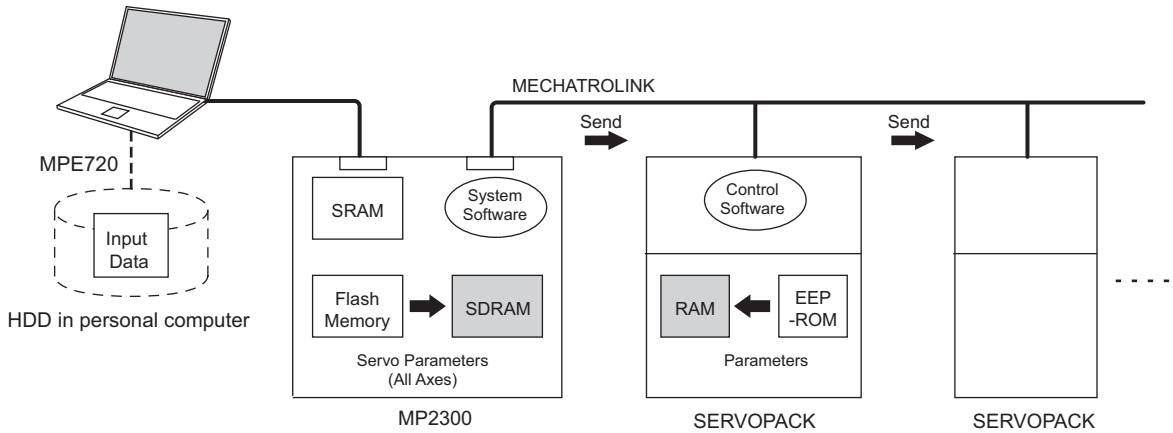 MPE720
Input
Data
HDD in personal computer
MECHATROLINK
SRAM
System
Software
Flash
Memory
SDRAM
Servo Parameters
(All Axes)
MP2300
Send
Control
Software
RAM
EEP
-ROM
Parameters
SERVOPACK
Send
SERVOPACK